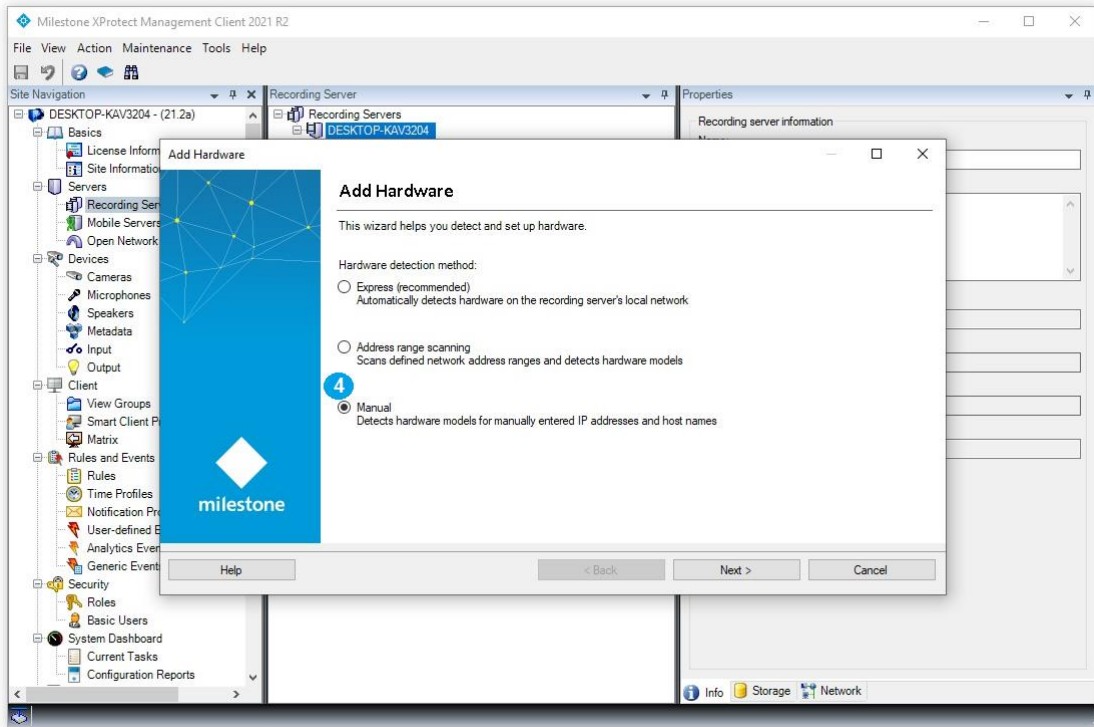 Milestone XProtect Management Client 2021 R2
File View Action Maintenance Tools Help
Site Navigation
DESKTOP-KAV3204 - (21.2a)
Basics
License Inform
Site Informatio
Servers
Recording Ser
Mobile Servers
Open Network
Devices
Cameras
Microphones
Speakers
Metadata
Input
Output
Client
View Groups
Smart Client P
Matrix
Rules and Events
Rules
Time Profiles
Notification Pr
User-defined E
Analytics Ever
Generic Event
Security
Roles
Basic Users
System Dashboard
Current Tasks
Configuration Reports
Recording Server
Recording Servers
DESKTOP-KAV3204
Properties
Recording server information
Add Hardware
Add Hardware
This wizard helps you detect and set up hardware.
Hardware detection method:
Express (recommended)
Automatically detects hardware on the recording server's local network
Address range scanning
Scans defined network address ranges and detects hardware models
4
Manual
Detects hardware models for manually entered IP addresses and host names
milestone
Help
< Back
Next >
Cancel
Info Storage Network